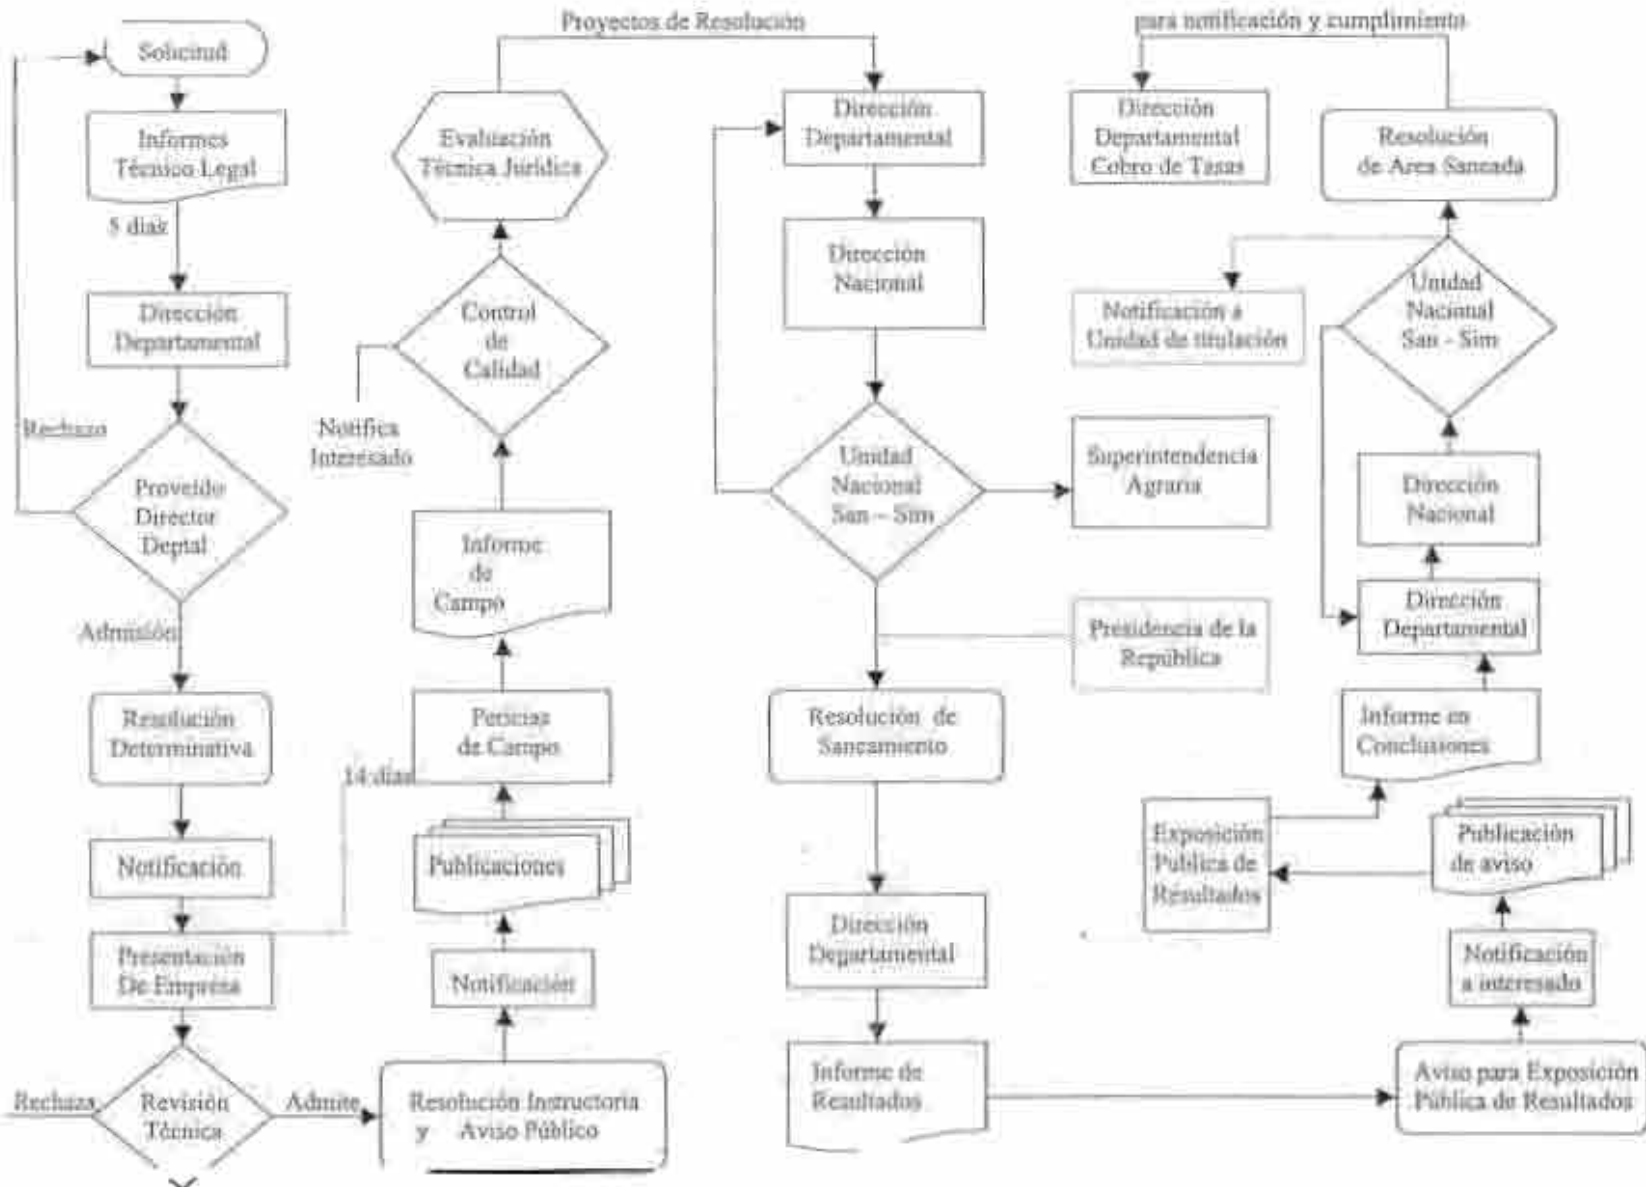 Solicitud
Informes
Técnico Legal
5 dias
Dirección
Departamental
Rechazo
Proveído
Director
Deptal
Admisión
Resolución
Determinativa
Notificación
Presentación
De Empresa
Rechaza
Revisión
Técnica
Admite
Resolución Instructoria
y Aviso Público
Notificación
Publicaciones
14 dias
Pericias
de Campo
Informe
de
Campo
Notifica
Interesado
Control
de
Calidad
Evaluación
Técnica Jurídica
Proyectos de Resolución
Dirección
Departamental
Dirección
Nacional
Unidad
Nacional
San – Sim
Superintendencia
Agraria
Presidencia de la
República
Resolución de
Saneamiento
Dirección
Departamental
Informe de
Resultados
Aviso para Exposición
Pública de Resultados
Notificación
a interesado
Publicación
de aviso
Exposición
Publica de
Resultados
Informe en
Conclusiones
Dirección
Departamental
Dirección
Nacional
Unidad
Nacional
San - Sim
Notificación a
Unidad de titulación
Resolución
de Area Saneada
para notificación y cumplimiento
Dirección
Departamental
Cobro de Tasas